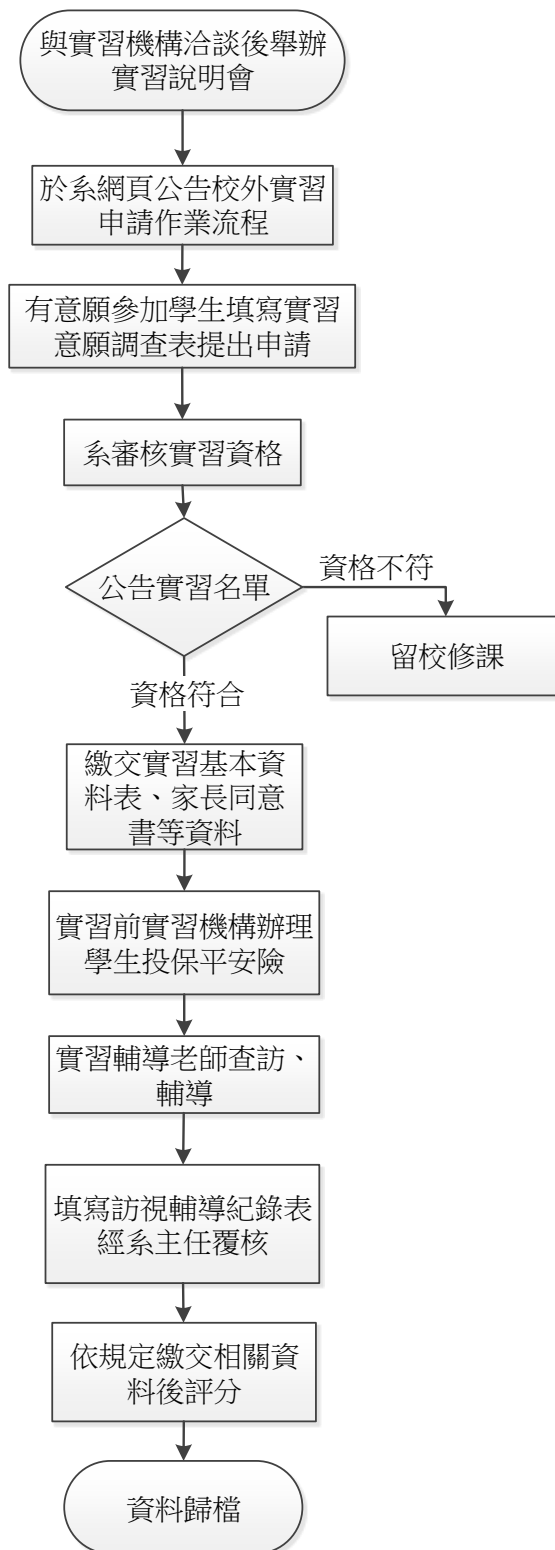 與實習機構洽談後舉辦
實習說明會
於系網頁公告校外實習
申請作業流程
有意願參加學生填寫實習
意願調查表提出申請
系審核實習資格
公告實習名單
資格不符
留校修課
資格符合
繳交實習基本資
料表、家長同意
書等資料
實習前實習機構辦理
學生投保平安險
實習輔導老師查訪、
輔導
填寫訪視輔導紀錄表
經系主任覆核
依規定繳交相關資
料後評分
資料歸檔